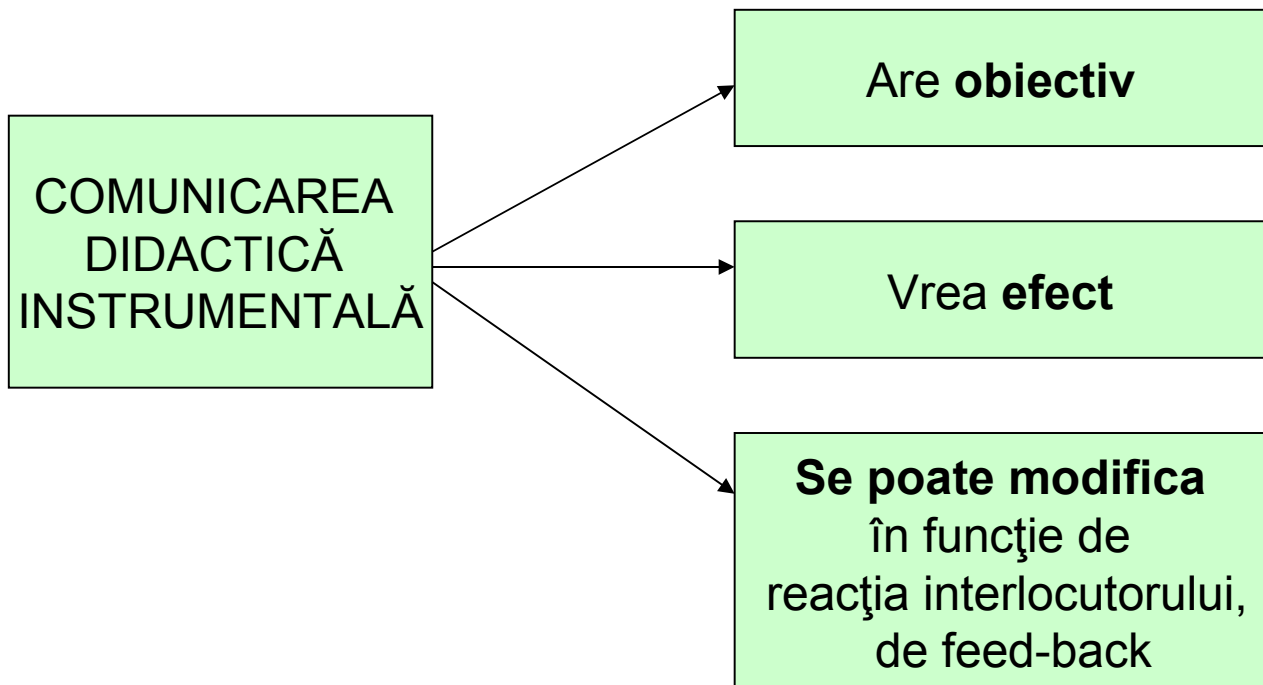 COMUNICAREA
DIDACTICĂ
INSTRUMENTALĂ
Are obiectiv
Vrea efect
Se poate modifica
în funcţie de
reacţia interlocutorului,
de feed-back